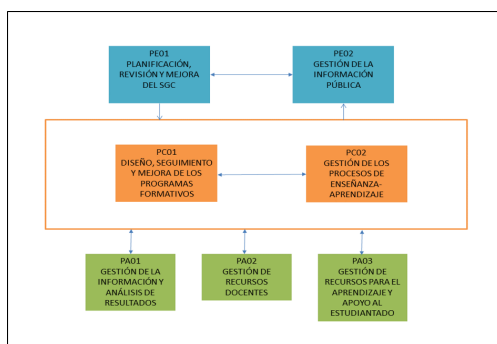 PE01
PLANIFICACIÓN,
REVISIÓN Y MEJORA
DEL SGC
PE02
GESTIÓN DE LA
INFORMACIÓN
PÚBLICA
PC01
DISEÑO, SEGUIMIENTO
Y MEJORA DE LOS
PROGRAMAS
FORMATIVOS
PC02
GESTIÓN DE LOS
PROCESOS DE
ENSEÑANZA-
APRENDIZAJE
PA01
GESTIÓN DE LA
INFORMACIÓN Y
ANÁLISIS DE
RESULTADOS
PA02
GESTIÓN DE
RECURSOS
DOCENTES
PA03
GESTIÓN DE
RECURSOS PARA EL
APRENDIZAJE Y
APOYO AL
ESTUDIANTADO